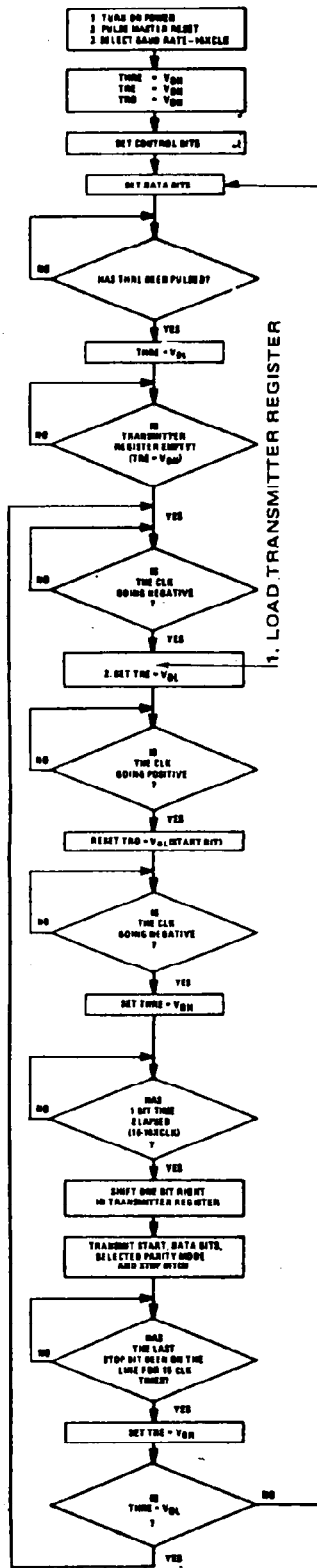 1 TURN ON POWER
2 PULSE MASTER RESET
3 SELECT BAUD RATE-16XCLK
THRE = VOH
TRE = VOH
TRO = VOH
SET CONTROL BITS
SET DATA BITS
HAS THRL BEEN PULSED?
NO
YES
THRE = VOL
IS
TRANSMITTER
REGISTER EMPTY?
(TRE = VOH)
NO
YES
IS
THE CLK
GOING NEGATIVE
?
NO
YES
1. LOAD TRANSMITTER REGISTER
2. SET TRE = VOL
IS
THE CLK
GOING POSITIVE
?
NO
YES
RESET TRO = VOL(START BIT)
IS
THE CLK
GOING NEGATIVE
?
NO
YES
SET THRE = VOH
HAS
1 BIT TIME
ELAPSED
(16-16XCLK)
?
NO
YES
SHIFT ONE BIT RIGHT
IN TRANSMITTER REGISTER
TRANSMIT START, DATA BITS,
SELECTED PARITY MODE
AND STOP
HAS
THE LAST
STOP BIT BEEN ON THE
LINE FOR 16 CLK
TIMES?
NO
YES
SET TRE = VOH
IS
THRE = VOL
?
NO
YES